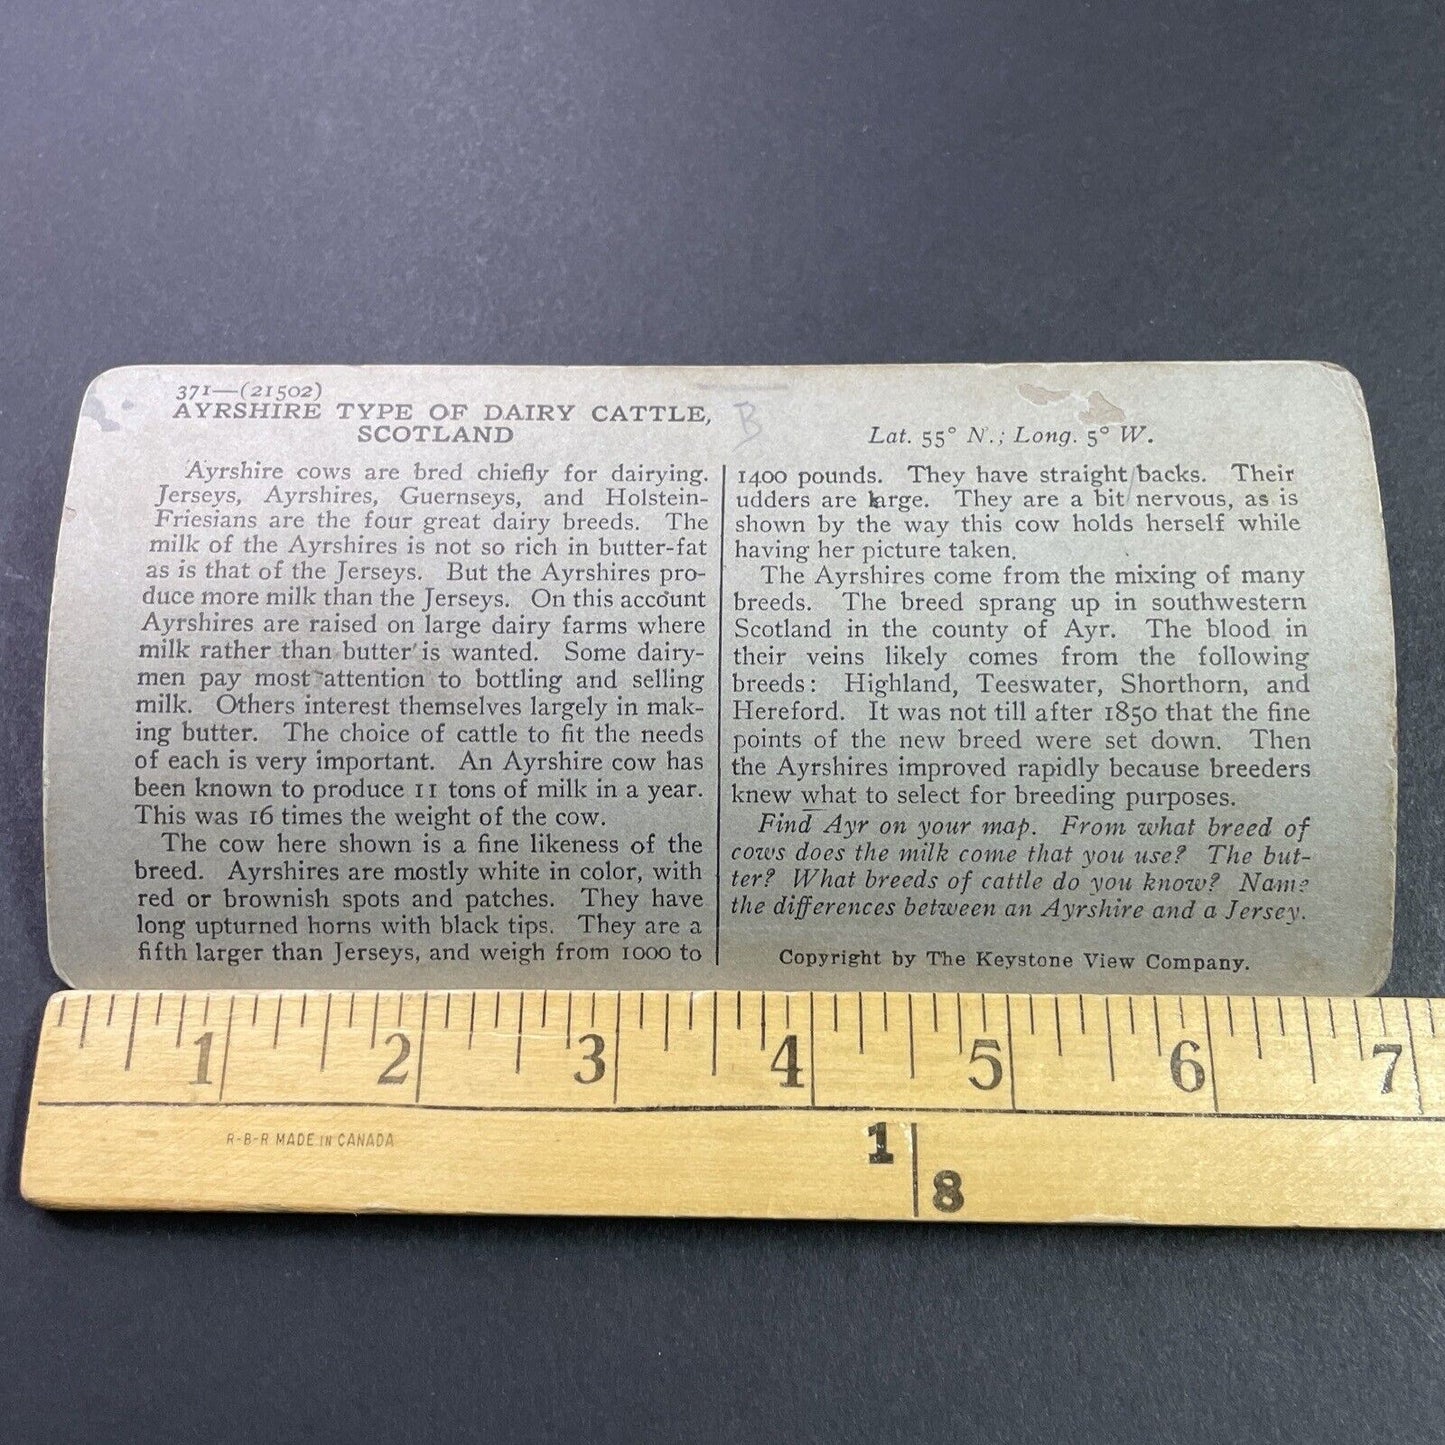 371—(21502)
AYRSHIRE TYPE OF DAIRY CATTLE,
SCOTLAND
B
Lat. 55° N.; Long. 5° W.
Ayrshire cows are bred chiefly for dairying.
Jerseys, Ayrshires, Guernseys, and Holstein-
Friesians are the four great dairy breeds. The
milk of the Ayrshires is not so rich in butter-fat
as is that of the Jerseys. But the Ayrshires pro-
duce more milk than the Jerseys. On this account
Ayrshires are raised on large dairy farms where
milk rather than butter is wanted. Some dairy-
men pay most attention to bottling and selling
milk. Others interest themselves largely in mak-
ing butter. The choice of cattle to fit the needs
of each is very important. An Ayrshire cow has
been known to produce 11 tons of milk in a year.
This was 16 times the weight of the cow.
The cow here shown is a fine likeness of the
breed. Ayrshires are mostly white in color, with
red or brownish spots and patches. They have
long upturned horns with black tips. They are a
fifth larger than Jerseys, and weigh from 1000 to
1400 pounds. They have straight backs. Their
udders are large. They are a bit nervous, as is
shown by the way this cow holds herself while
having her picture taken.
The Ayrshires come from the mixing of many
breeds. The breed sprang up in southwestern
Scotland in the county of Ayr. The blood in
their veins likely comes from the following
breeds: Highland, Teeswater, Shorthorn, and
Hereford. It was not till after 1850 that the fine
points of the new breed were set down. Then
the Ayrshires improved rapidly because breeders
knew what to select for breeding purposes.
Find Ayr on your map. From what breed of
cows does the milk come that you use? The but-
ter? What breeds of cattle do you know? Name
the differences between an Ayrshire and a Jersey.
Copyright by The Keystone View Company.
1 2 3 4 5 6 7
R-B-R MADE IN CANADA
1
8